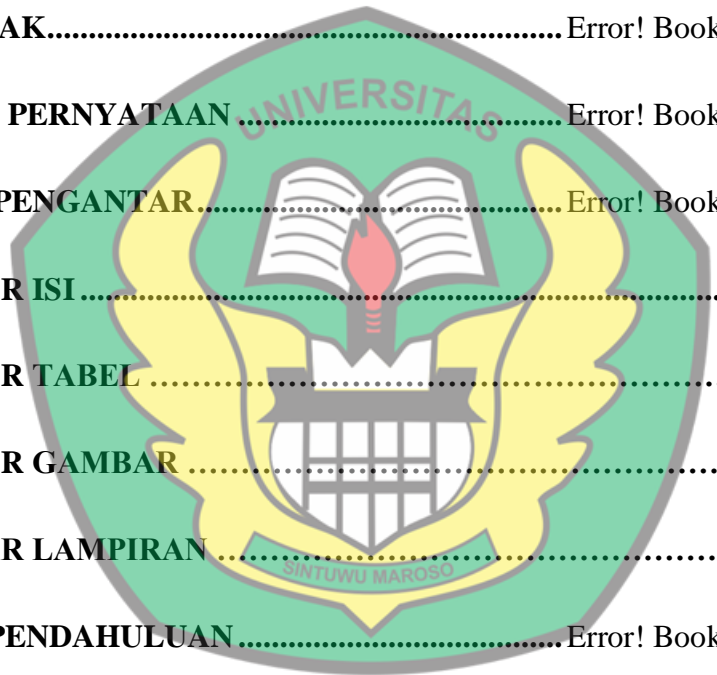 AK............................................................... Error! Book
PERNYATAAN ........................................ Error! Book
UNIVERSITAS
PENGANTAR............................................ Error! Book
R ISI ..............................................................................
R TABEL ……………………………………………………
R GAMBAR ………………………………………………
R LAMPIRAN ……………………………………………
SINTUWU MAROSO
PENDAHULUAN....................................... Error! Book